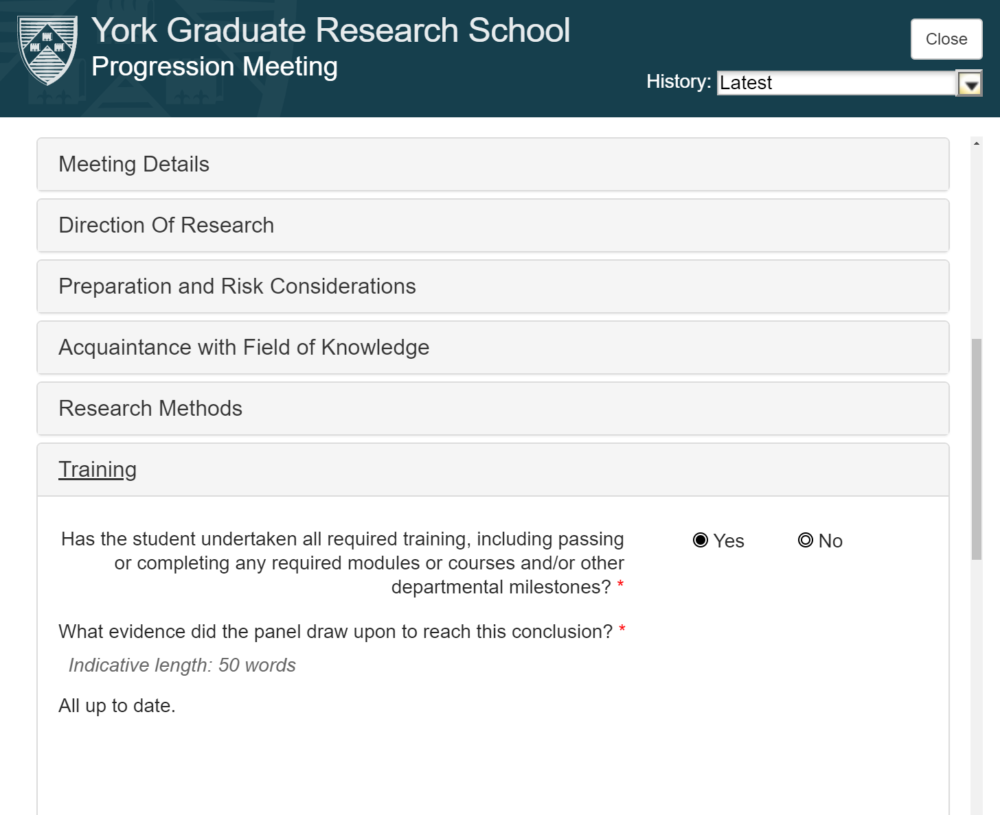 York Graduate Research School
Progression Meeting
Close
History: Latest
Meeting Details
Direction Of Research
Preparation and Risk Considerations
Acquaintance with Field of Knowledge
Research Methods
Training
Has the student undertaken all required training, including passing
or completing any required modules or courses and/or other
departmental milestones? *
Yes No
What evidence did the panel draw upon to reach this conclusion? *
Indicative length: 50 words
All up to date.